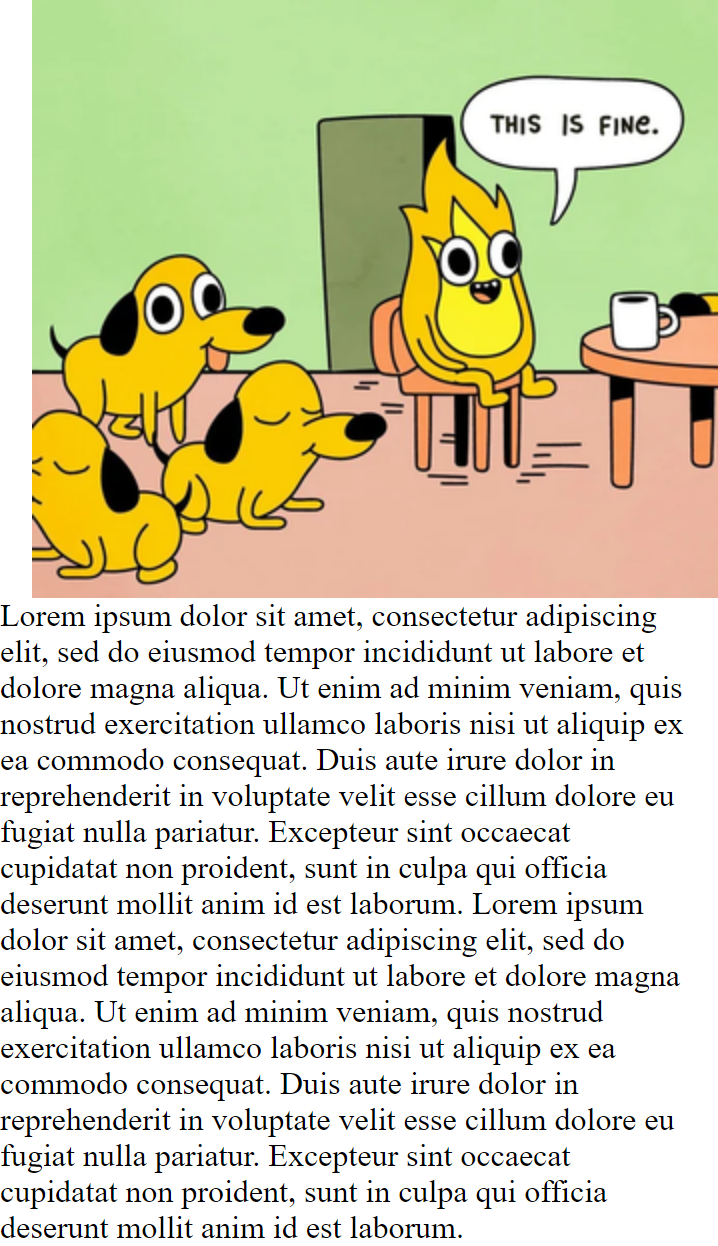 THIS IS FINE.
Lorem ipsum dolor sit amet, consectetur adipiscing
elit, sed do eiusmod tempor incididunt ut labore et
dolore magna aliqua. Ut enim ad minim veniam, quis
nostrud exercitation ullamco laboris nisi ut aliquip ex
ea commodo consequat. Duis aute irure dolor in
reprehenderit in voluptate velit esse cillum dolore eu
fugiat nulla pariatur. Excepteur sint occaecat
cupidatat non proident, sunt in culpa qui officia
deserunt mollit anim id est laborum. Lorem ipsum
dolor sit amet, consectetur adipiscing elit, sed do
eiusmod tempor incididunt ut labore et dolore magna
aliqua. Ut enim ad minim veniam, quis nostrud
exercitation ullamco laboris nisi ut aliquip ex ea
commodo consequat. Duis aute irure dolor in
reprehenderit in voluptate velit esse cillum dolore eu
fugiat nulla pariatur. Excepteur sint occaecat
cupidatat non proident, sunt in culpa qui officia
deserunt mollit anim id est laborum.